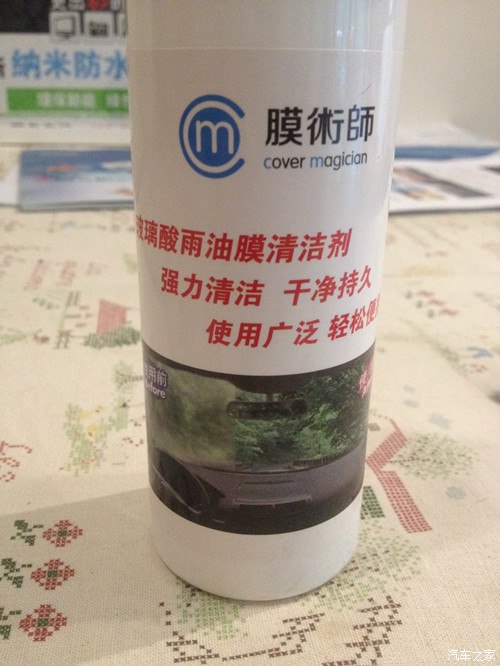 纳米防水
膜術師
cover magician
玻璃酸雨油膜清洁剂
强力清洁 干净持久
使用广泛 轻松便
用前
before
汽车之家